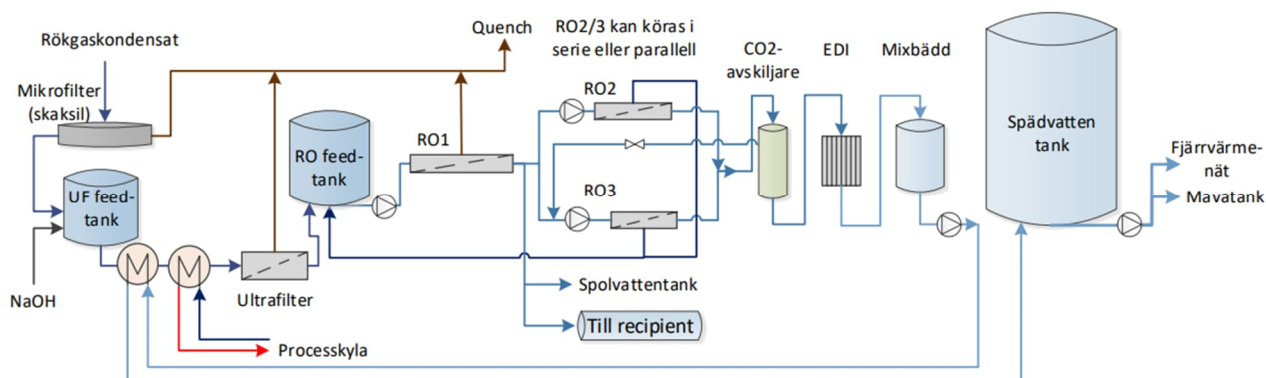 Rökgaskondensat
Mikrofilter
(skaksil)
UF feed-
tank
NaOH
Processkyla
Ultrafilter
RO feed-
tank
RO1
Quench
RO2/3 kan köras i
serie eller parallell
RO2
RO3
Spolvattentank
Till recipient
CO2-
avskiljare
EDI
Mixbädd
Spädvatten
tank
Fjärrvärme-
nät
Mavatank